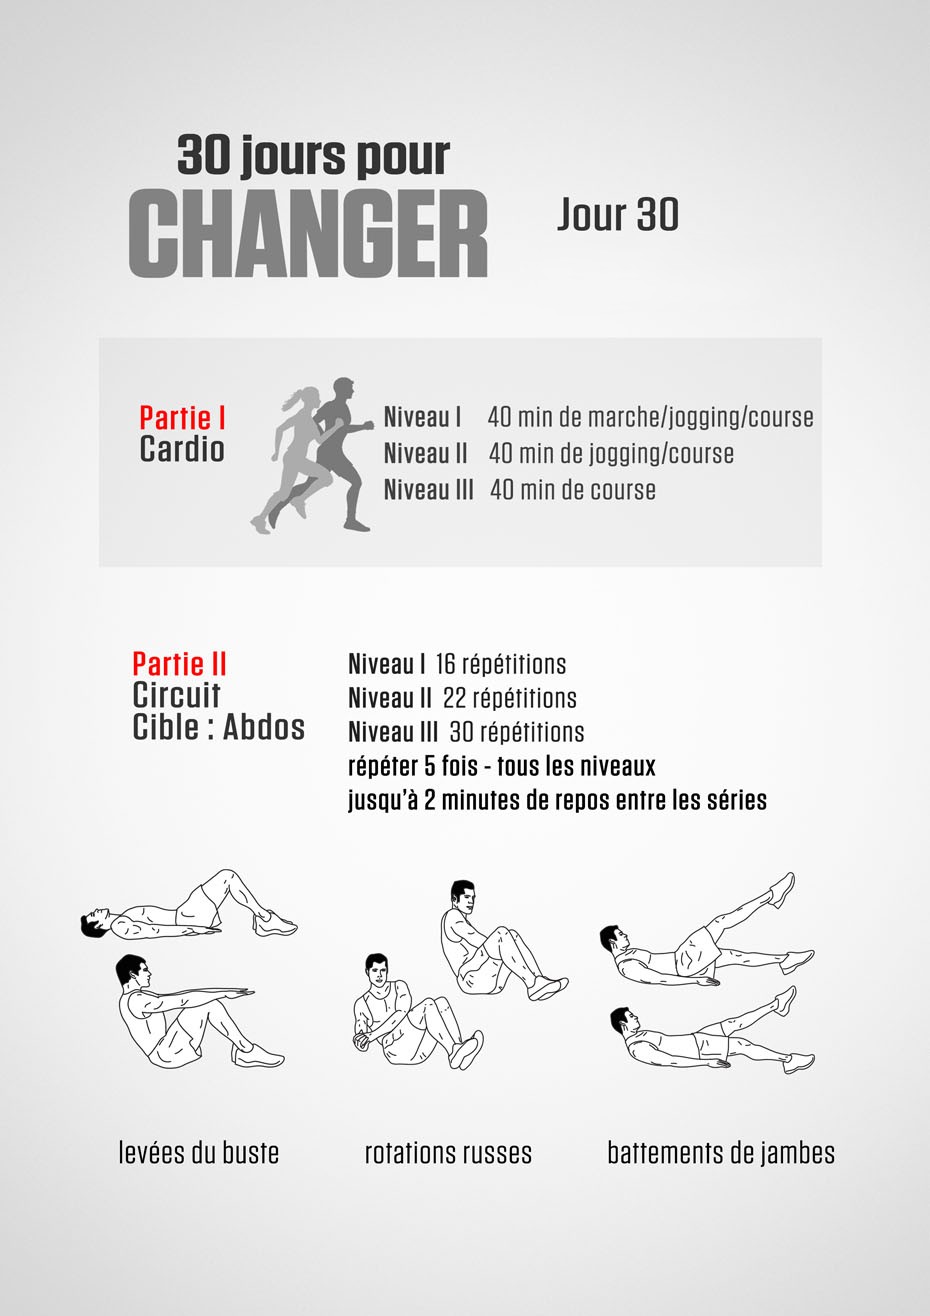 30 jours pour
CHANGER
Jour 30
Partie I
Cardio
Niveau I 40 min de marche/jogging/course
Niveau II 40 min de jogging/course
Niveau III 40 min de course
Partie II
Circuit
Cible : Abdos
Niveau I 16 répétitions
Niveau II 22 répétitions
Niveau III 30 répétitions
répéter 5 fois - tous les niveaux
jusqu’à 2 minutes de repos entre les séries
levées du buste
rotations russes
battements de jambes